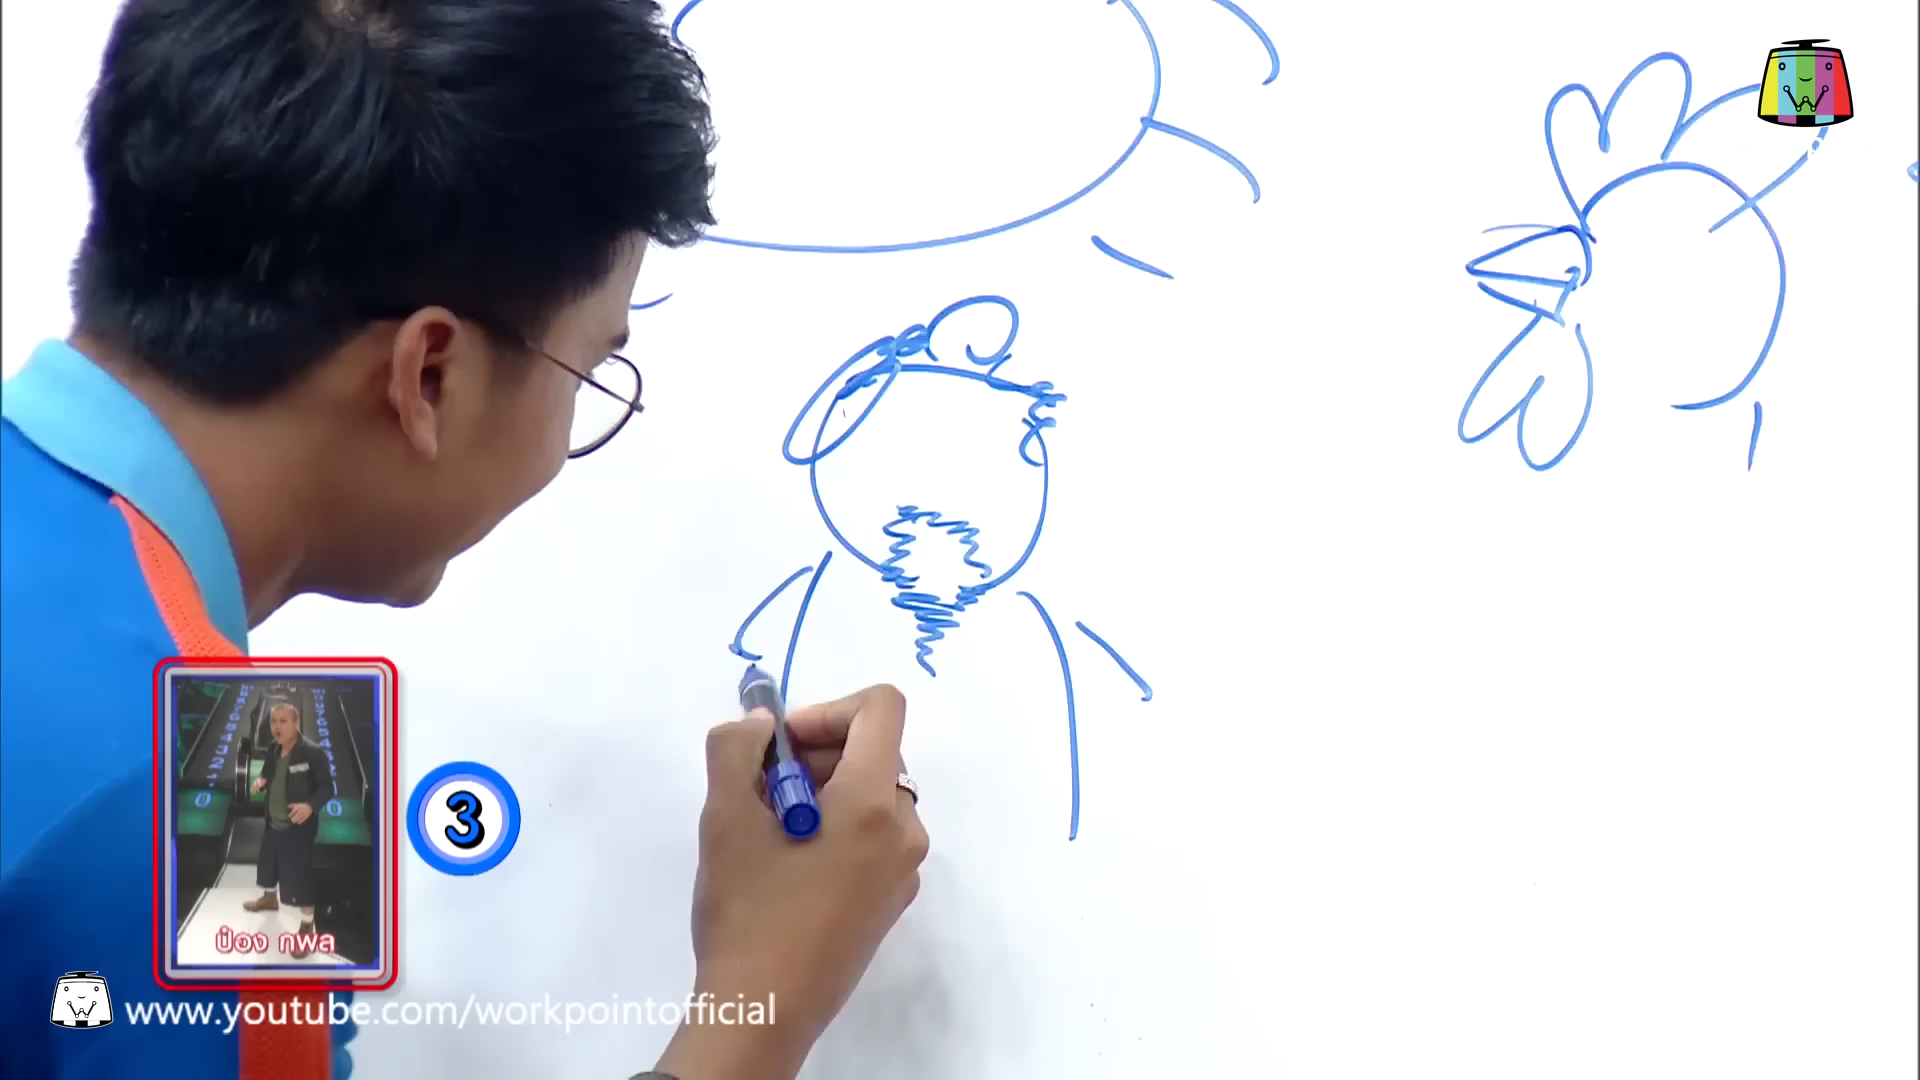 3
ป๋อง กพล
www.youtube.com/workpointofficial